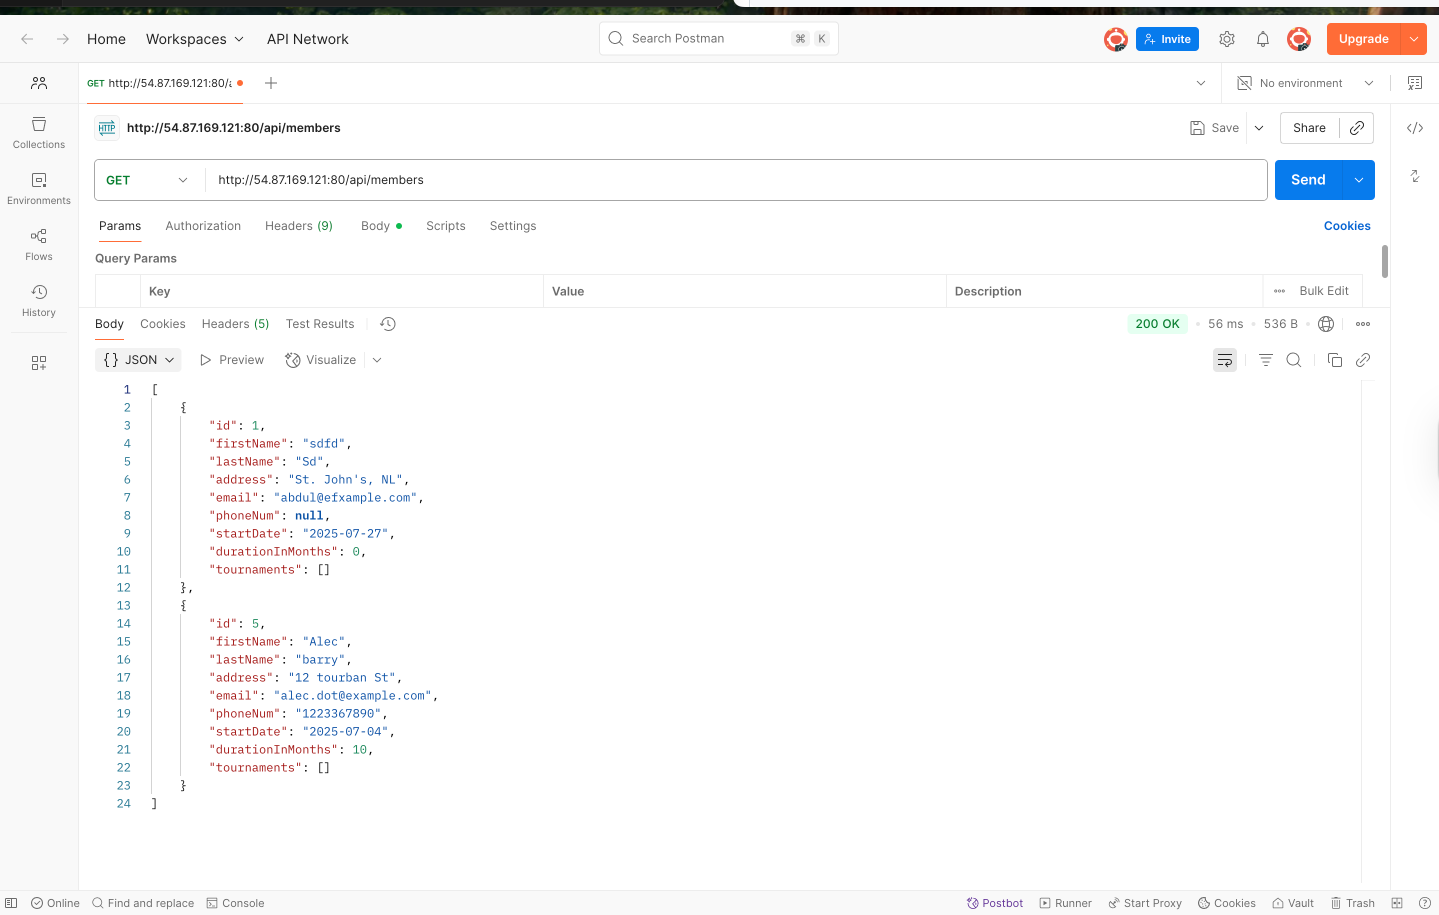 Home Workspaces API Network Search Postman ⌘ K Invite Upgrade
GET http://54.87.169.121:80/a No environment
HTTP http://54.87.169.121:80/api/members Save Share
GET http://54.87.169.121:80/api/members Send
Params Authorization Headers (9) Body Scripts Settings Cookies
Query Params
Key Value Description Bulk Edit
Body Cookies Headers (5) Test Results 200 OK • 56 ms • 536 B •
{} JSON Preview Visualize
Collections
Environments
Flows
History
1 [
2 {
3 "id": 1,
4 "firstName": "sdfd",
5 "lastName": "Sd",
6 "address": "St. John's, NL",
7 "email": "abdul@efxample.com",
8 "phoneNum": null,
9 "startDate": "2025-07-27",
10 "durationInMonths": 0,
11 "tournaments": []
12 },
13 {
14 "id": 5,
15 "firstName": "Alec",
16 "lastName": "barry",
17 "address": "12 tourban St",
18 "email": "alec.dot@example.com",
19 "phoneNum": "1223367890",
20 "startDate": "2025-07-04",
21 "durationInMonths": 10,
22 "tournaments": []
23 }
24 ]
Online Find and replace Console Postbot Runner Start Proxy Cookies Vault Trash